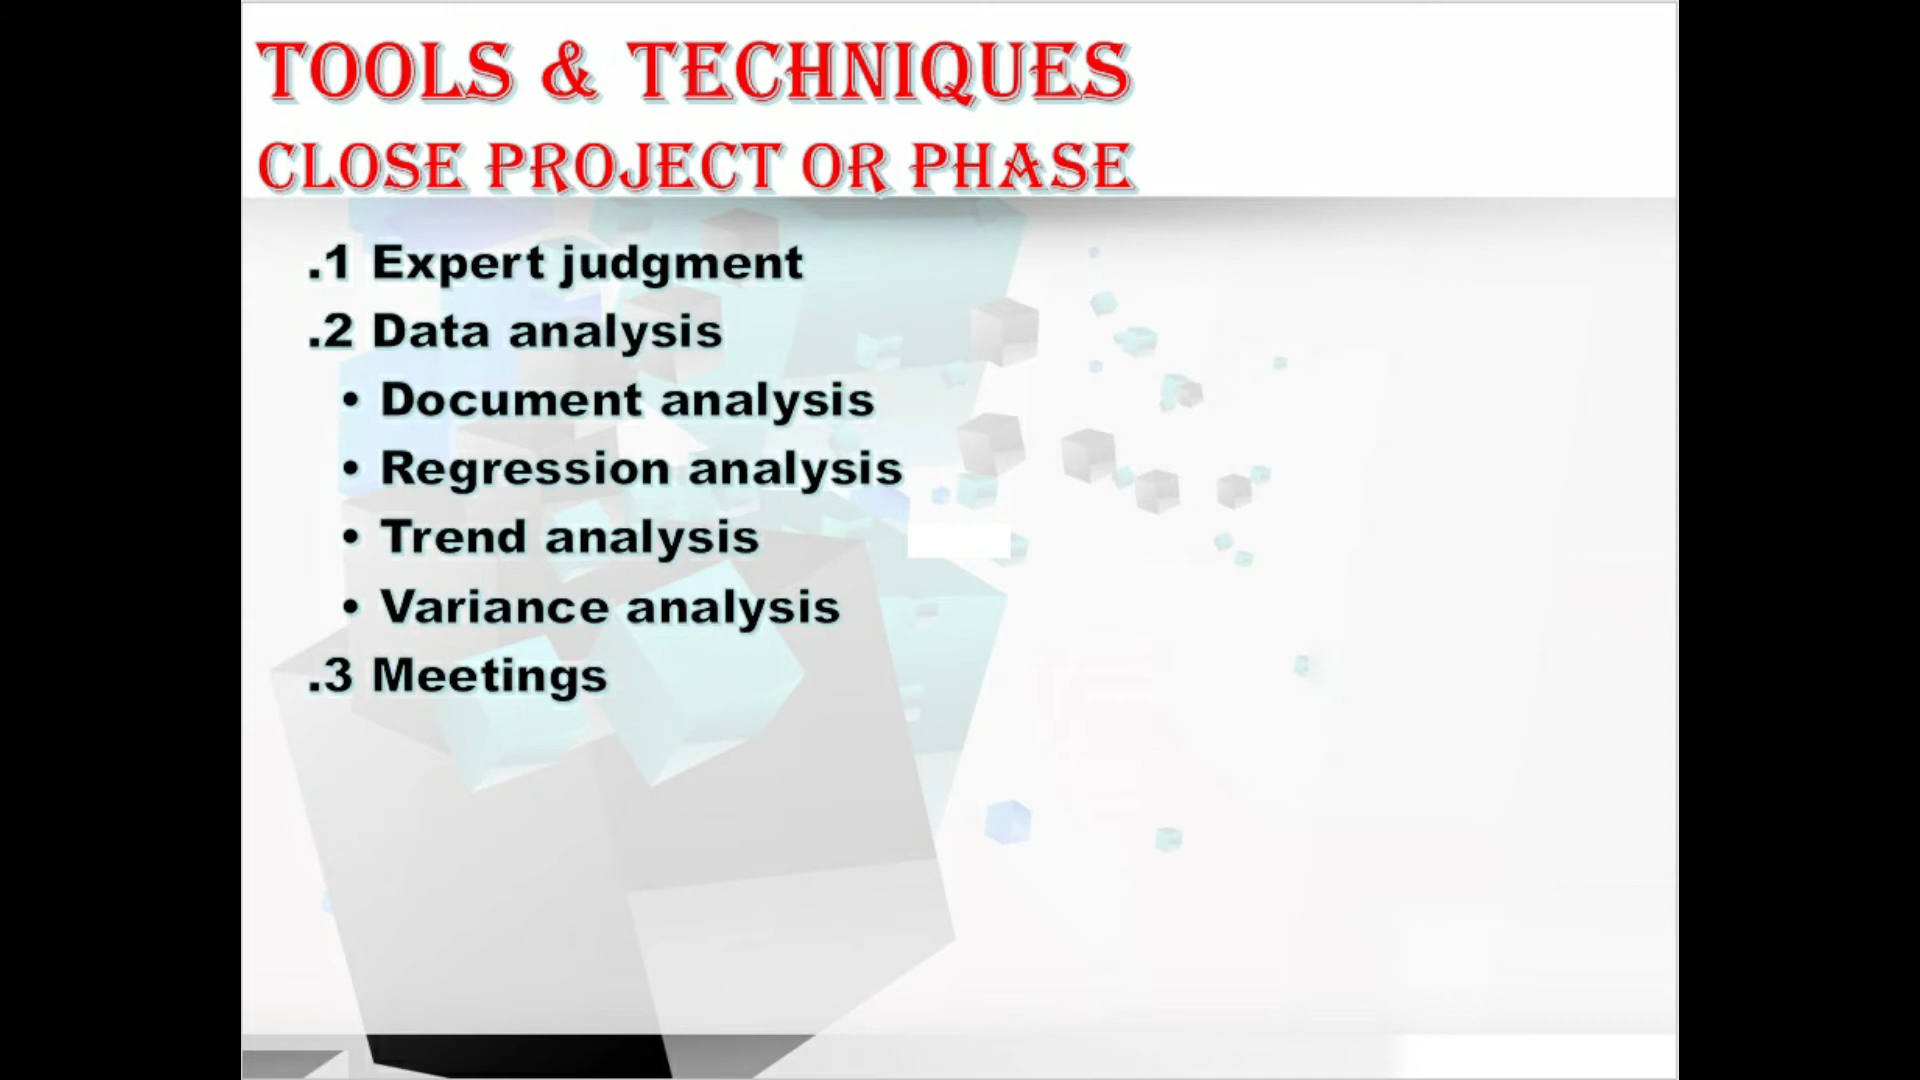 TOOLS & TECHNIQUES
CLOSE PROJECT OR PHASE
.1 Expert judgment
.2 Data analysis
• Document analysis
• Regression analysis
• Trend analysis
• Variance analysis
.3 Meetings